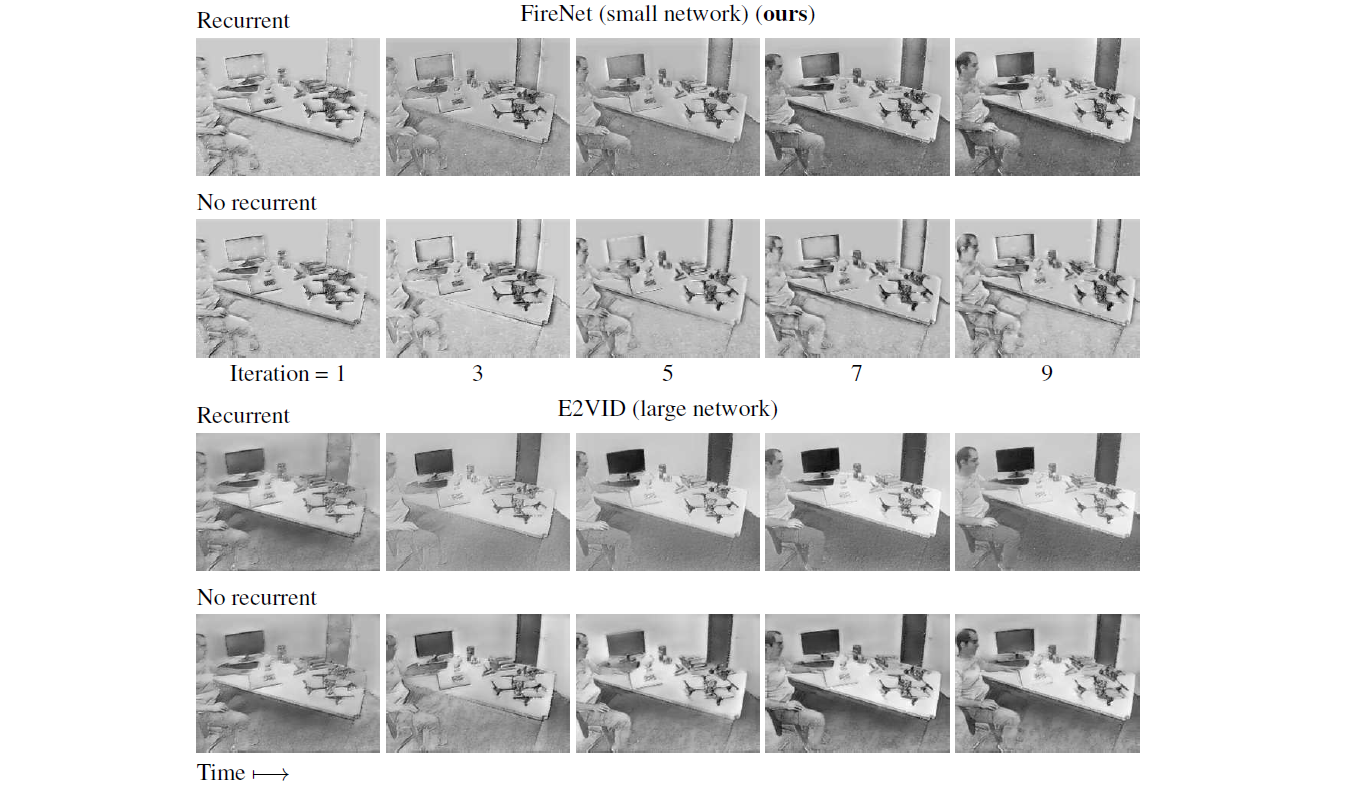 FireNet (small network) (ours)
Recurrent
No recurrent
Iteration = 1 3 5 7 9
E2VID (large network)
Recurrent
No recurrent
Time ⟼